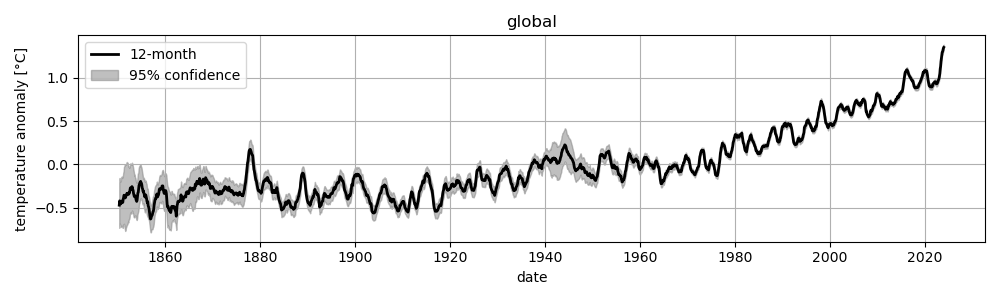 global
temperature anomaly [°C]
12-month
95% confidence
1.0
0.5
0.0
−0.5
1860 1880 1900 1920 1940 1960 1980 2000 2020
date